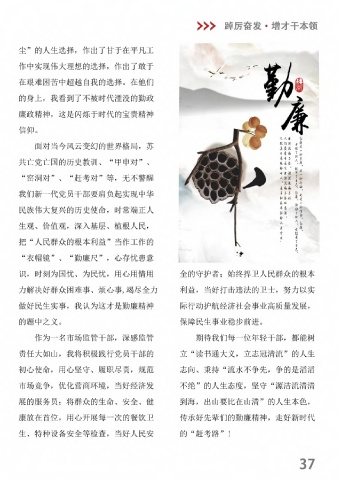 踔厉奋发·增才干本领
尘”的人生选择，作出了甘于在平凡工
作中实现伟大理想的选择，作出了敢于
在艰难困苦中超越自我的选择。在他们
的身上，我看到了不被时代湮没的勤政
廉政精神，这是闪烁于时代的宝贵精神
信仰。
面对当今风云变幻的世界格局，苏
共亡党亡国的历史教训、“甲申对”、
“窑洞对”、“赶考对”等，无不警醒
我们新一代党员干部要肩负起实现中华
民族伟大复兴的历史使命，时常端正人
生观、价值观，深入基层、植根人民，
把“人民群众的根本利益”当作工作的
“衣帽镜”、“勤廉尺”，心存忧患意
识，时刻为国忧、为民忧，用心用情用
力解决好群众困难事、烦心事,竭尽全力
做好民生实事，我认为这才是勤廉精神
的题中之义。
作为一名市场监管干部，深感监管
责任大如山，我将积极践行党员干部的
初心使命，用心坚守、履职尽责，规范
市场竞争，优化营商环境，当好经济发
展的服务员；将群众的生命、安全、健
康放在首位，用心开展每一次的餐饮卫
生、特种设备安全等检查，当好人民安
勤
廉
全的守护者；始终捍卫人民群众的根本
利益，当好打击违法的卫士，努力以实
际行动护航经济社会事业高质量发展，
保障民生事业稳步前进。
期待我们每一位年轻干部，都能树
立“读书通大义，立志冠清流”的人生
志向、秉持“流水不争先，争的是滔滔
不绝”的人生态度，坚守“源洁流清清
到海，出山要比在山清”的人生本色，
传承好先辈们的勤廉精神，走好新时代
的“赶考路”！
37